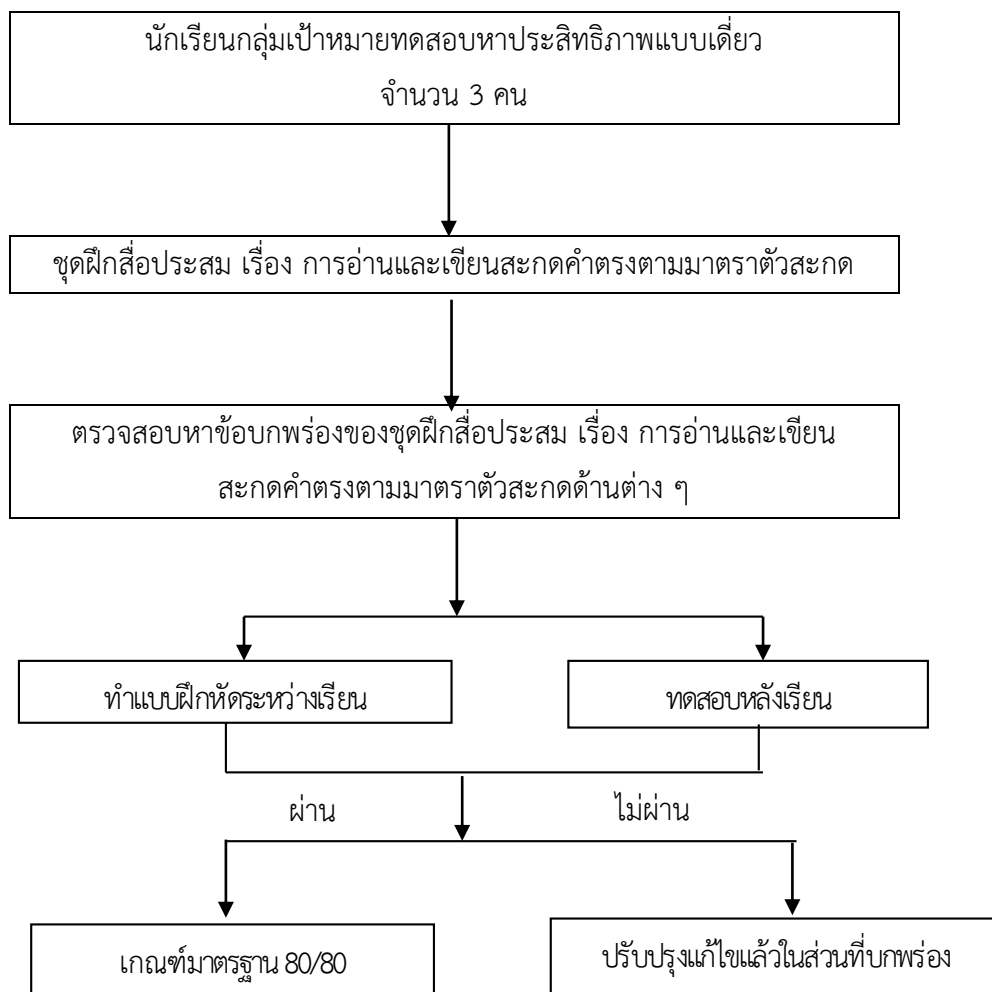 นักเรียนกลุ่มเป้าหมายทดสอบหาประสิทธิภาพแบบเดี่ยว
จำนวน 3 คน
ชุดฝึกสื่อประสม เรื่อง การอ่านและเขียนสะกดคำตรงตามมาตราตัวสะกด
ตรวจสอบหาข้อบกพร่องของชุดฝึกสื่อประสม เรื่อง การอ่านและเขียน
สะกดคำตรงตามมาตราตัวสะกดด้านต่าง ๆ
ทำแบบฝึกหัดระหว่างเรียน
ทดสอบหลังเรียน
ผ่าน
ไม่ผ่าน
เกณฑ์มาตรฐาน 80/80
ปรับปรุงแก้ไขแล้วในส่วนที่บกพร่อง